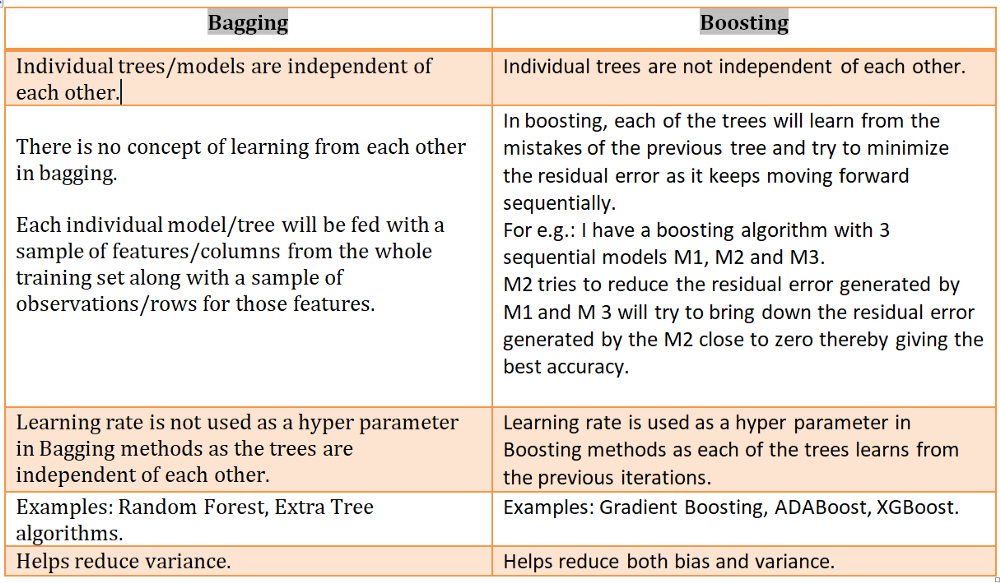 Bagging
Boosting
Individual trees/models are independent of
each other.
Individual trees are not independent of each other.
There is no concept of learning from each other
in bagging.
Each individual model/tree will be fed with a
sample of features/columns from the whole
training set along with a sample of
observations/rows for those features.
In boosting, each of the trees will learn from the
mistakes of the previous tree and try to minimize
the residual error as it keeps moving forward
sequentially.
For e.g.: I have a boosting algorithm with 3
sequential models M1, M2 and M3.
M2 tries to reduce the residual error generated by
M1 and M 3 will try to bring down the residual error
generated by the M2 close to zero thereby giving the
best accuracy.
Learning rate is not used as a hyper parameter
in Bagging methods as the trees are
independent of each other.
Learning rate is used as a hyper parameter in
Boosting methods as each of the trees learns from
the previous iterations.
Examples: Random Forest, Extra Tree
algorithms.
Examples: Gradient Boosting, ADABoost, XGBoost.
Helps reduce variance.
Helps reduce both bias and variance.